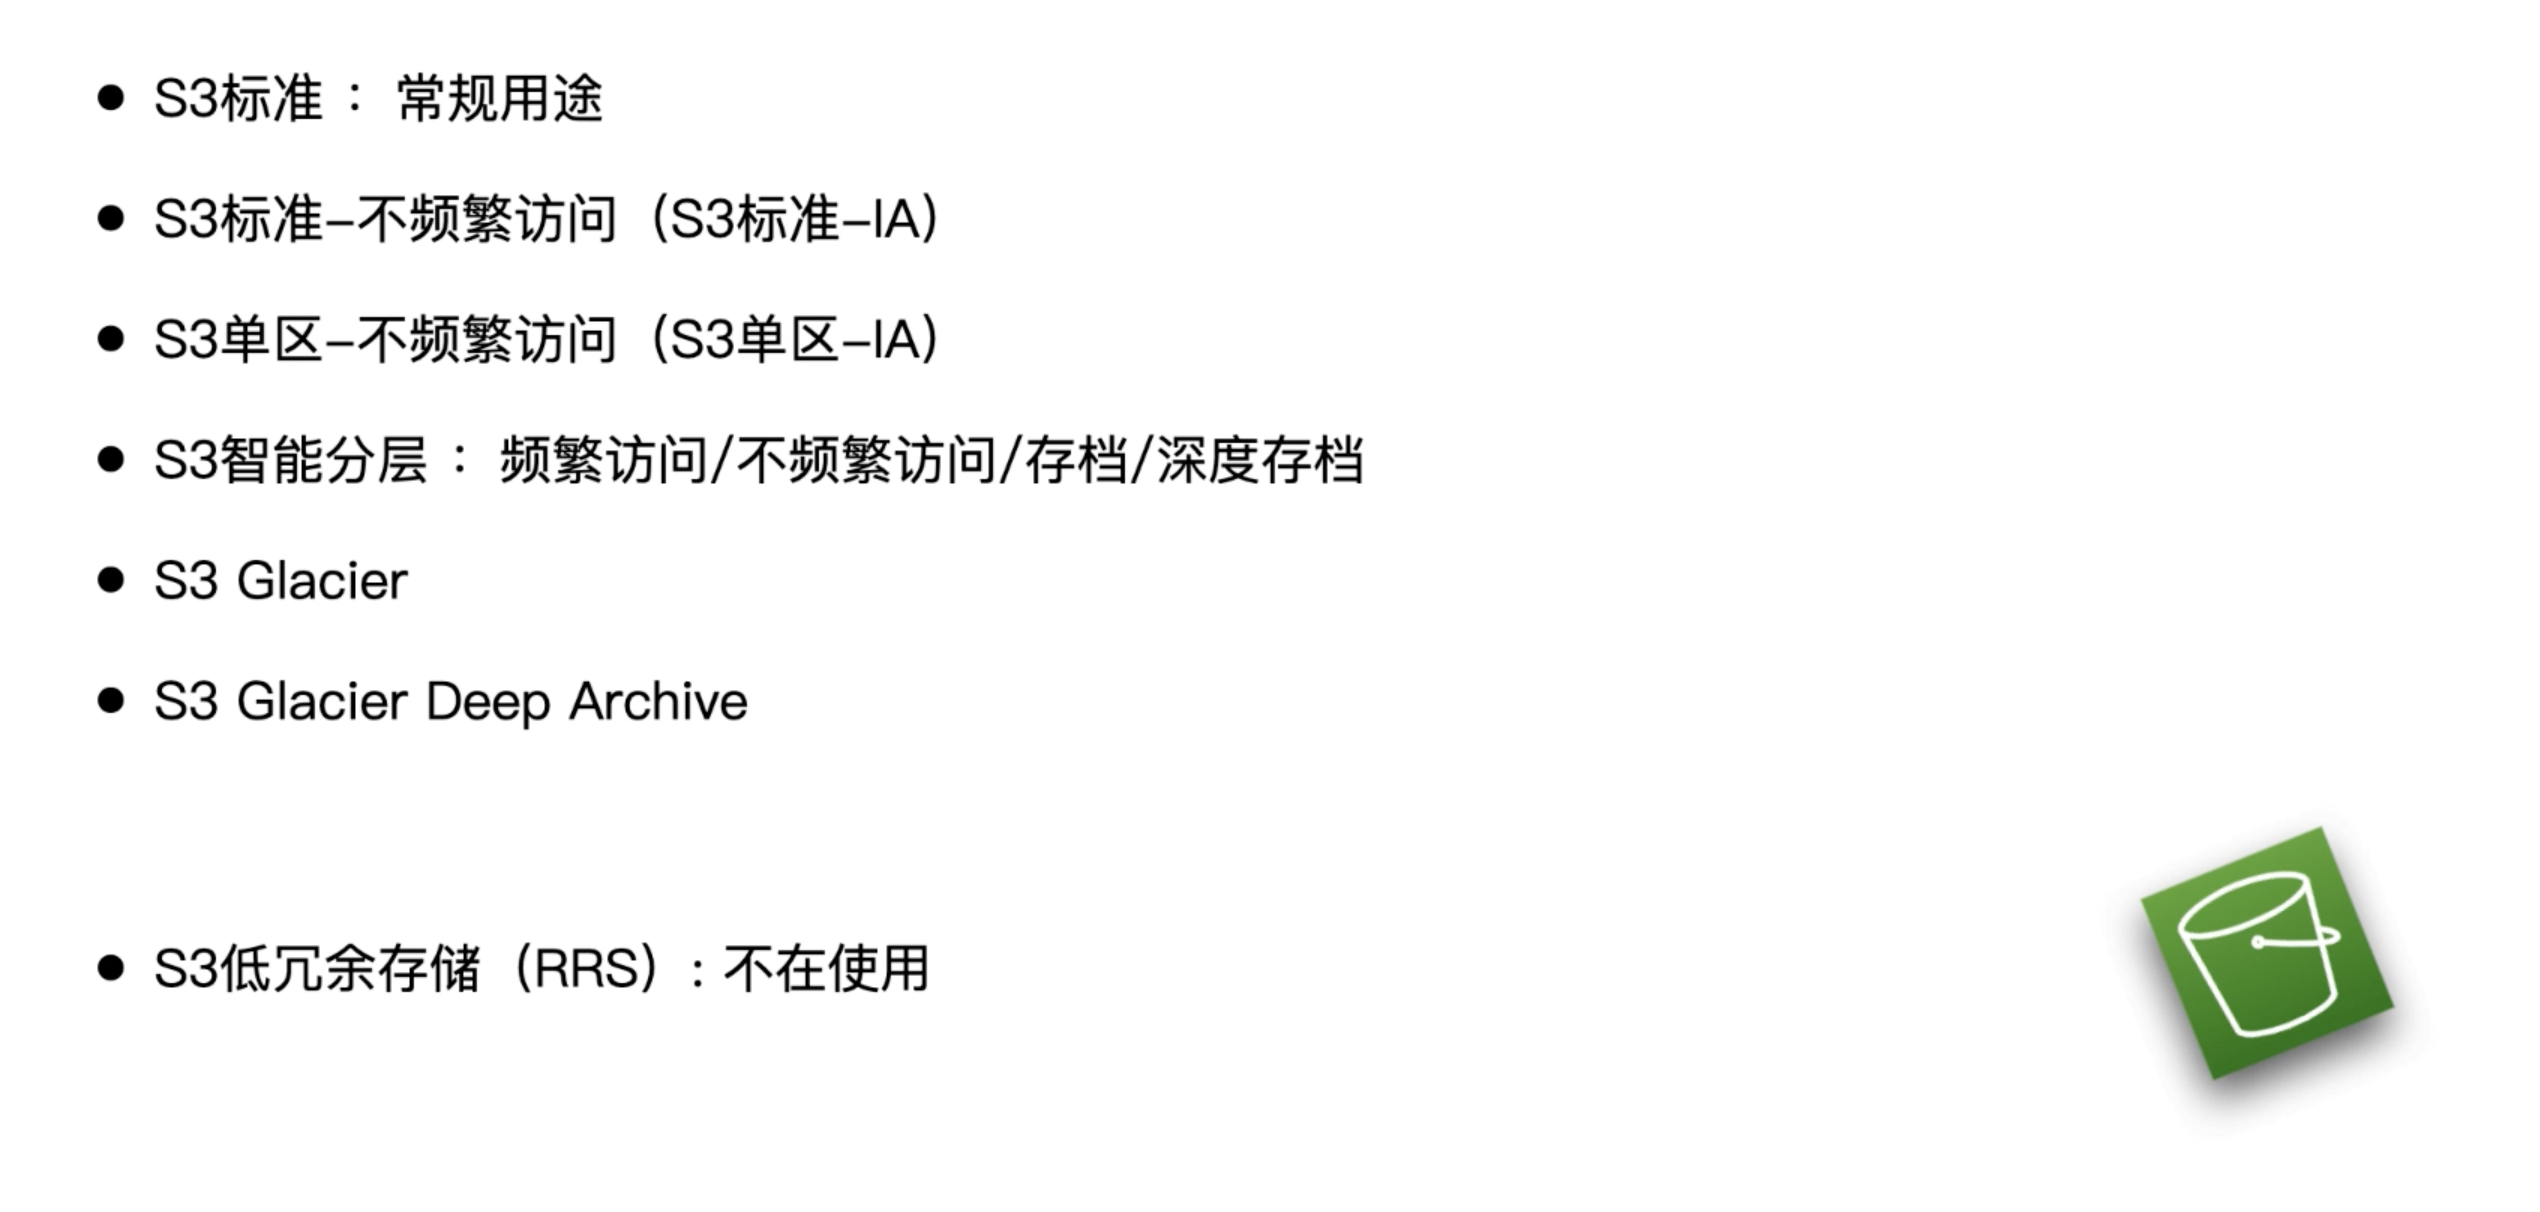 ● S3标准： 常规用途
● S3标准–不频繁访问（S3标准–IA）
● S3单区–不频繁访问（S3单区–IA）
● S3智能分层： 频繁访问/不频繁访问/存档/深度存档
● S3 Glacier
● S3 Glacier Deep Archive
● S3低冗余存储（RRS）: 不在使用